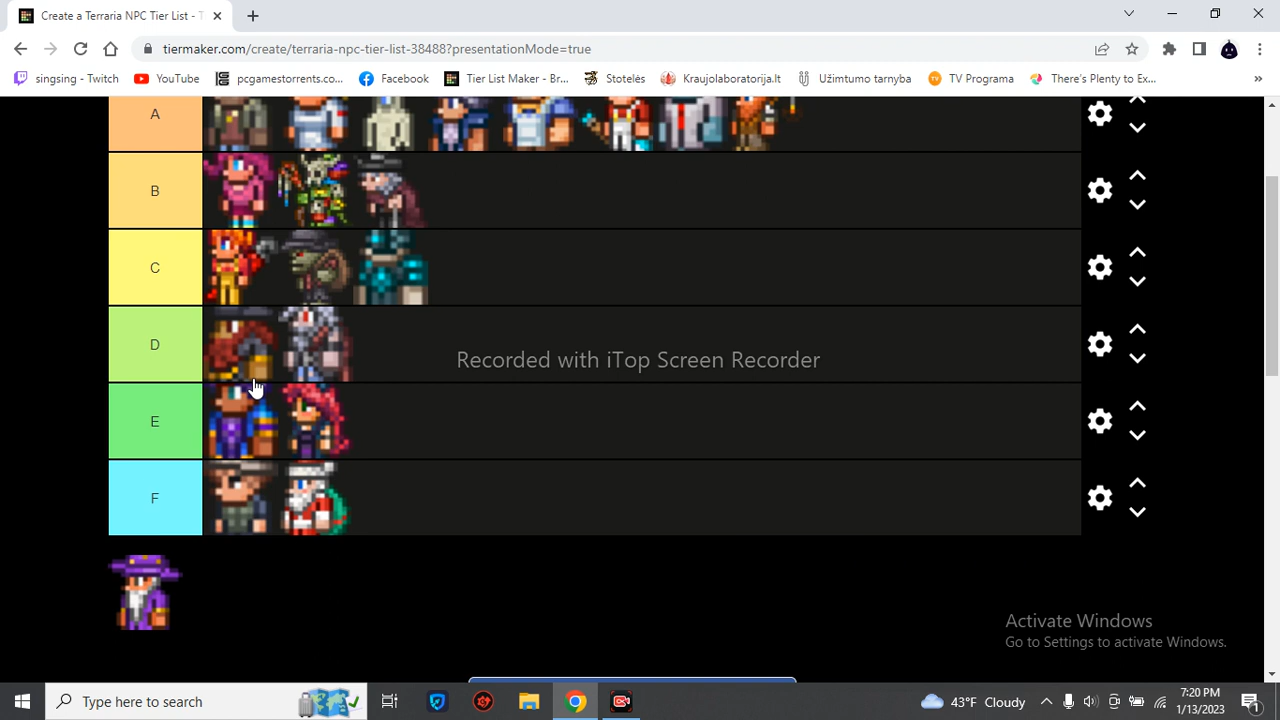 Create a Terraria NPC Tier List - T
tiermaker.com/create/terraria-npc-tier-list-38488?presentationMode=true
singsing - Twitch YouTube pcgamestorrents.co... Facebook Tier List Maker - Br... Stotelės Kraujolaboratorija.lt Užimtumo tarnyba TV Programa There's Plenty to Ex... »
A
B
C
D
Recorded with iTop Screen Recorder
E
F
Activate Windows
Go to Settings to activate Windows.
Type here to search
43°F Cloudy
7:20 PM
1/13/2023
1